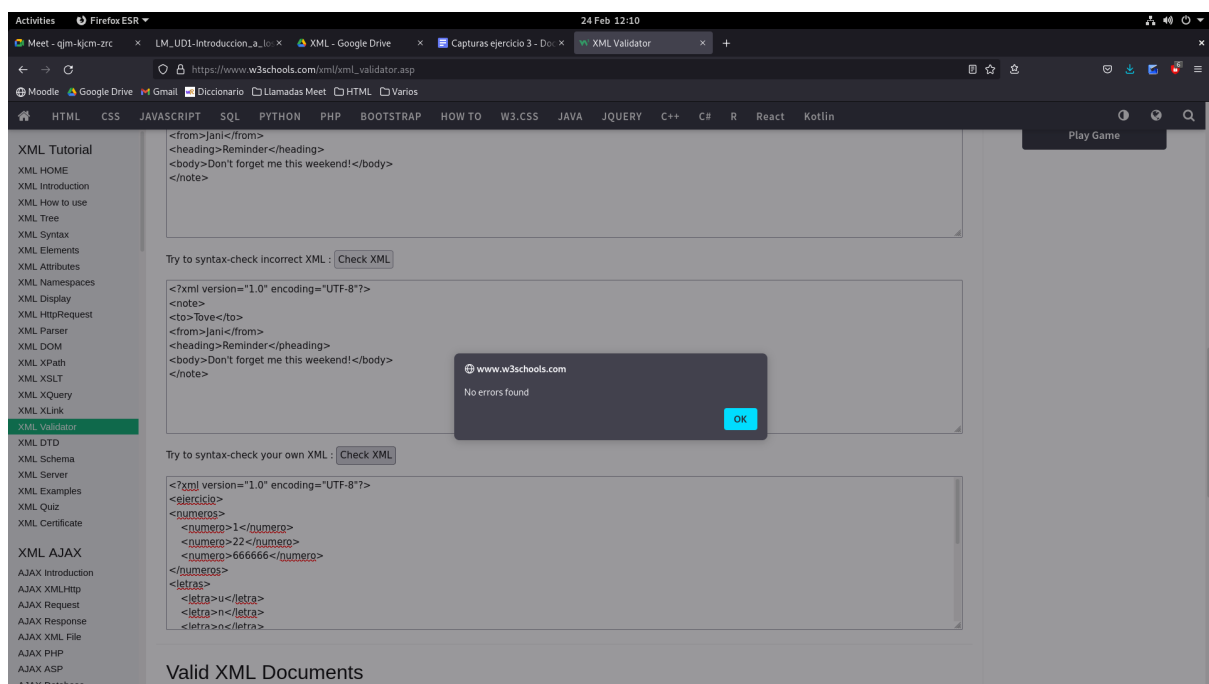 Activities Firefox ESR 24 Feb 12:10
Meet - qjm-kjcm-zrc LM_UD1-Introduccion_a_los XML - Google Drive Capturas ejercicio 3 - Doc XML Validator
https://www.w3schools.com/xml/xml_validator.asp
Moodle Google Drive Gmail Diccionario Llamadas Meet HTML Varios
HTML CSS JAVASCRIPT SQL PYTHON PHP BOOTSTRAP HOW TO W3.CSS JAVA JQUERY C++ C# R React Kotlin
XML Tutorial
XML HOME
XML Introduction
XML How to use
XML Tree
XML Syntax
XML Elements
XML Attributes
XML Namespaces
XML Display
XML HttpRequest
XML Parser
XML DOM
XML XPath
XML XSLT
XML XQuery
XML XLink
XML Validator
XML DTD
XML Schema
XML Server
XML Examples
XML Quiz
XML Certificate
XML AJAX
AJAX Introduction
AJAX XMLHttp
AJAX Request
AJAX Response
AJAX XML File
AJAX PHP
AJAX ASP
AJAX Database
<from>Jani</from>
<heading>Reminder</heading>
<body>Don't forget me this weekend!</body>
</note>
Try to syntax-check incorrect XML : Check XML
<?xml version="1.0" encoding="UTF-8"?>
<note>
<to>Tove</to>
<from>Jani</from>
<heading>Reminder</pheading>
<body>Don't forget me this weekend!</body>
</note>
Try to syntax-check your own XML : Check XML
<?xml version="1.0" encoding="UTF-8"?>
<ejercicio>
<numeros>
<numero>1</numero>
<numero>22</numero>
<numero>666666</numero>
</numeros>
<letras>
<letra>u</letra>
<letra>n</letra>
<letra>o</letra>
Valid XML Documents
Play Game
www.w3schools.com
No errors found
OK